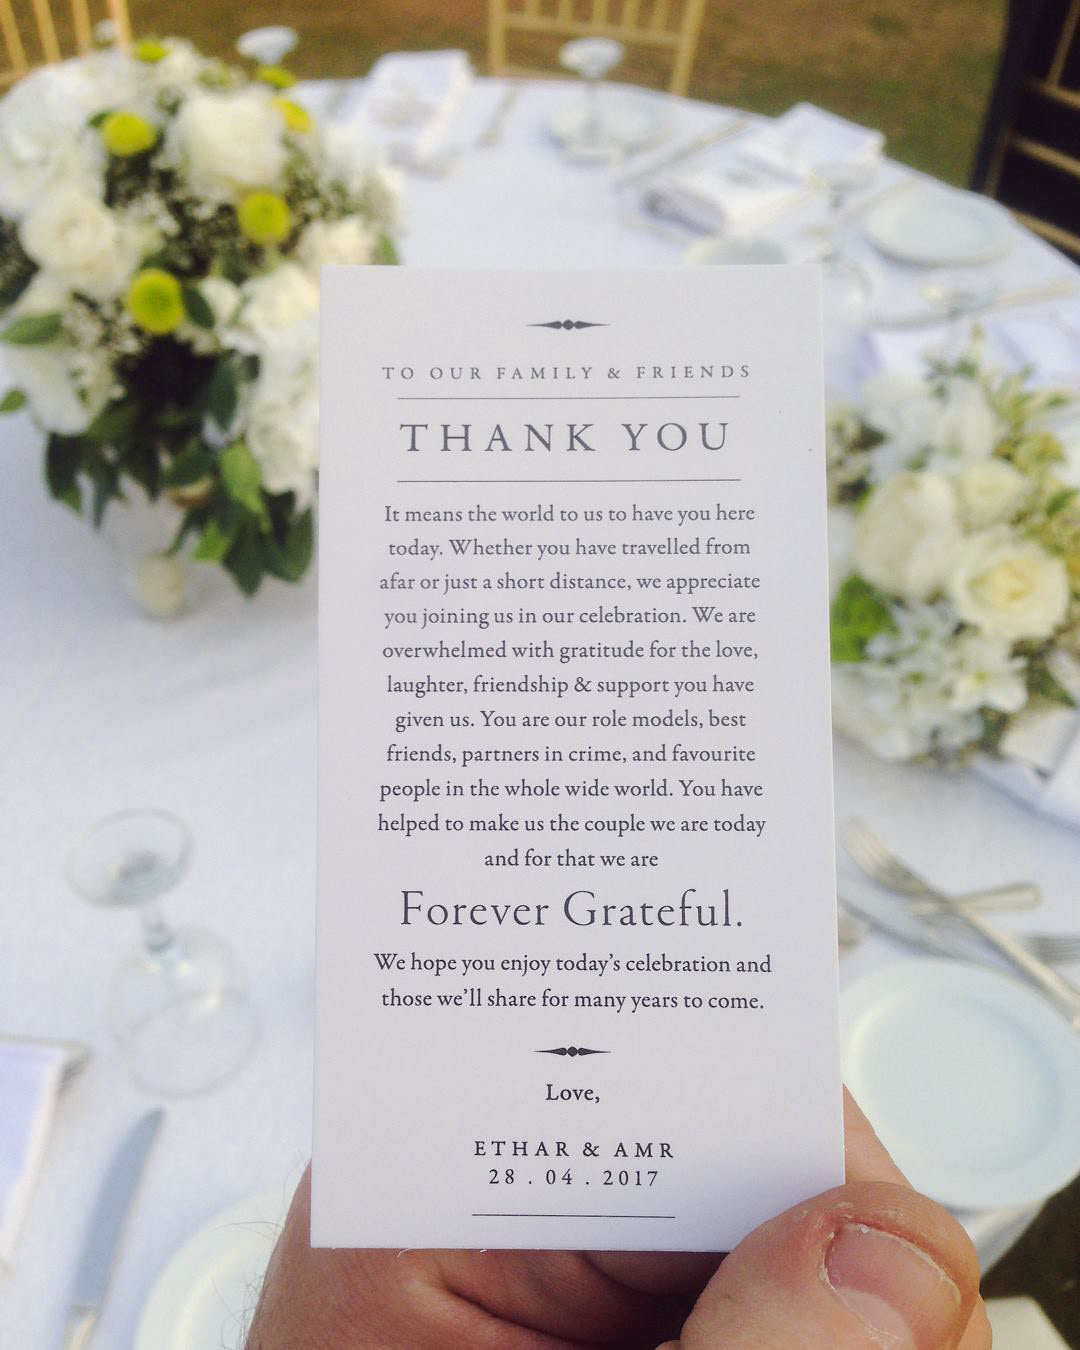 TO OUR FAMILY & FRIENDS
THANK YOU
It means the world to us to have you here
today. Whether you have travelled from
afar or just a short distance, we appreciate
you joining us in our celebration. We are
overwhelmed with gratitude for the love,
laughter, friendship & support you have
given us. You are our role models, best
friends, partners in crime, and favourite
people in the whole wide world. You have
helped to make us the couple we are today
and for that we are
Forever Grateful.
We hope you enjoy today’s celebration and
those we’ll share for many years to come.
Love,
ETHAR & AMR
28 . 04 . 2017